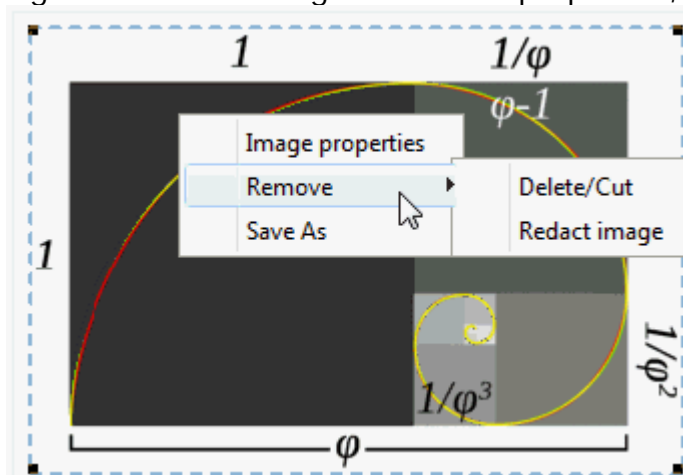 1 1/φ
φ-1
Image properties
Remove
Delete/Cut
Save As
Redact image
1
1/φ²
1/φ³
φ